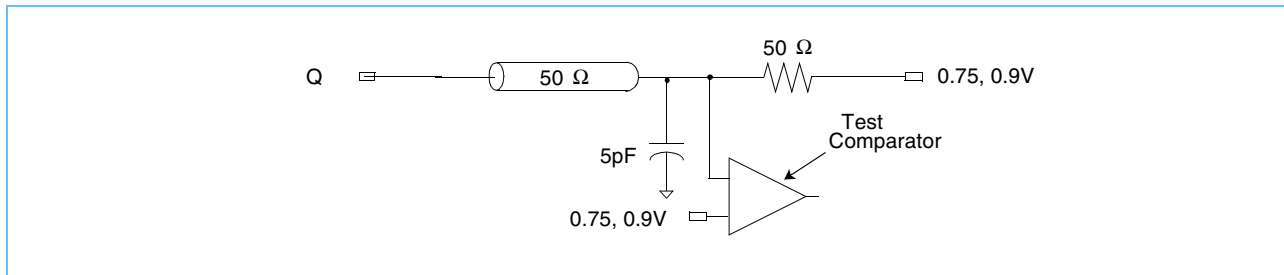 50 Ω
Q
50 Ω
0.75, 0.9V
Test
Comparator
5pF
0.75, 0.9V